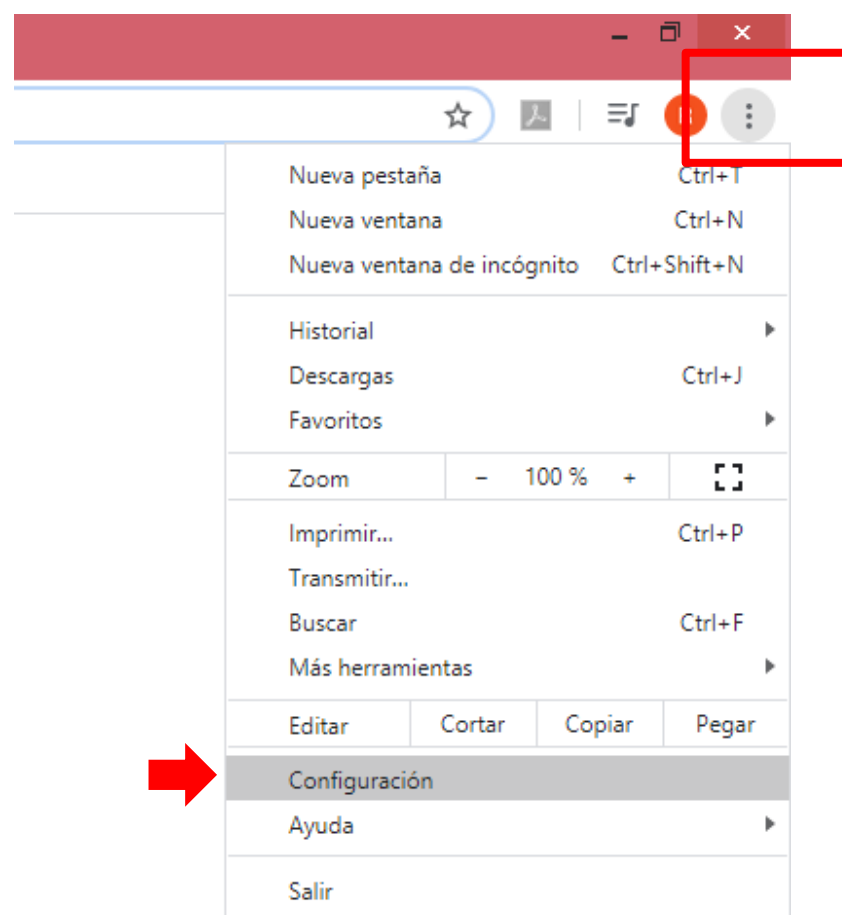 Nueva pestaña Ctrl+T
Nueva ventana Ctrl+N
Nueva ventana de incógnito Ctrl+Shift+N
Historial
Descargas Ctrl+J
Favoritos
Zoom – 100 % +
Imprimir... Ctrl+P
Transmitir...
Buscar Ctrl+F
Más herramientas
Editar Cortar Copiar Pegar
Configuración
Ayuda
Salir